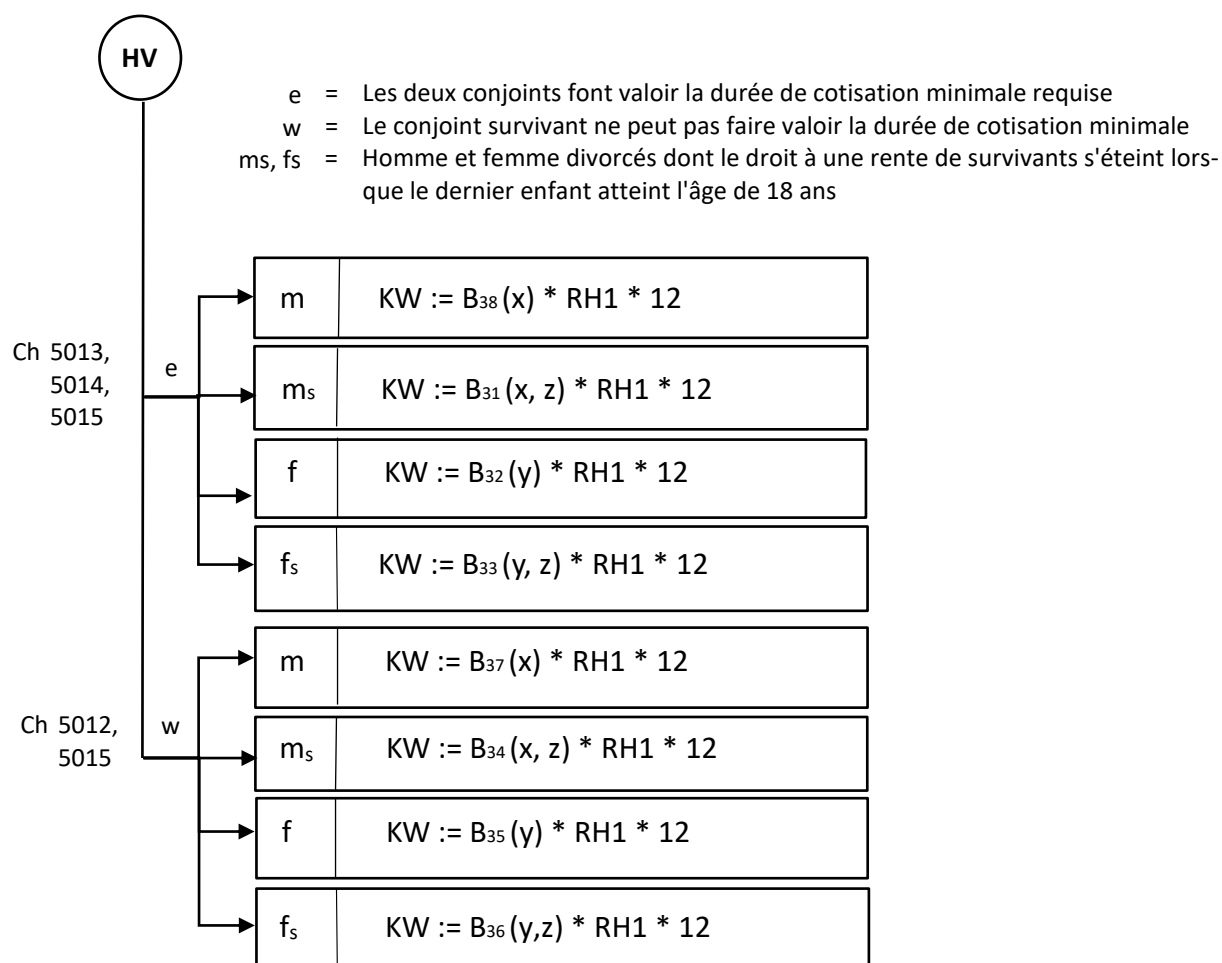 HV
e = Les deux conjoints font valoir la durée de cotisation minimale requise
w = Le conjoint survivant ne peut pas faire valoir la durée de cotisation minimale
ms, fs = Homme et femme divorcés dont le droit à une rente de survivants s'éteint lors-
que le dernier enfant atteint l'âge de 18 ans
Ch 5013,
5014,
5015
e
m KW := B38 (x) * RH1 * 12
ms KW := B31 (x, z) * RH1 * 12
f KW := B32 (y) * RH1 * 12
fs KW := B33 (y, z) * RH1 * 12
Ch 5012,
5015
w
m KW := B37 (x) * RH1 * 12
ms KW := B34 (x, z) * RH1 * 12
f KW := B35 (y) * RH1 * 12
fs KW := B36 (y,z) * RH1 * 12